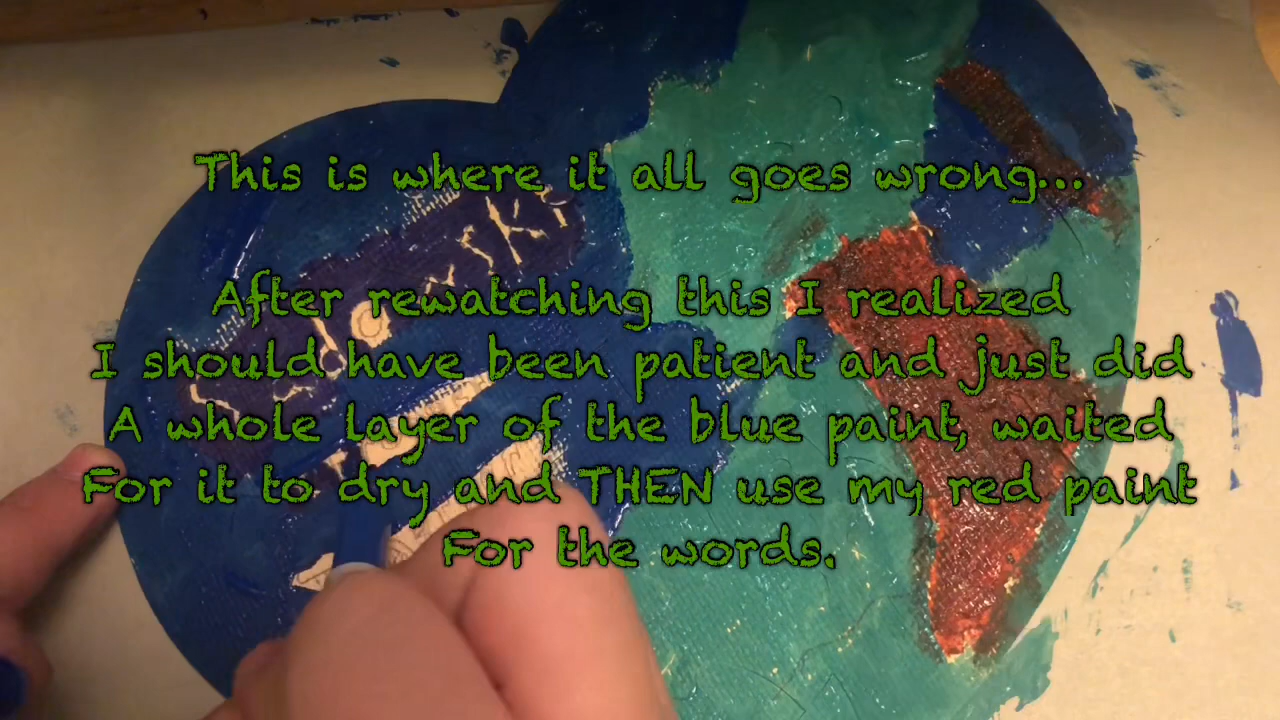 This is where it all goes wrong...
After rewatching this I realized
I should have been patient and just did
A whole layer of the blue paint, waited
For it to dry and THEN use my red paint
For the words.